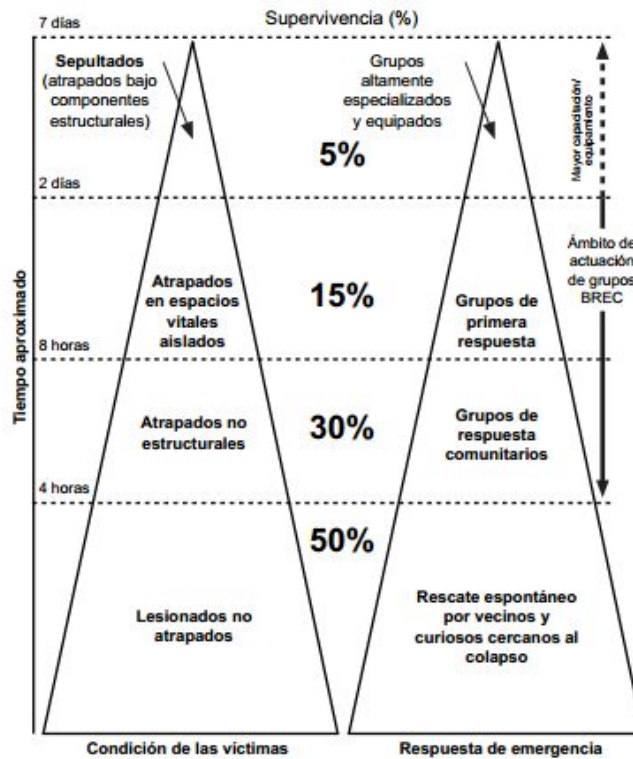 7 días
Supervivencia (%)
Sepultados
(atrapados bajo
componentes
estructurales)
Grupos
altamente
especializados
y equipados
Mayor capacitación/
equipamiento
5%
2 días
Ámbito de
actuación
de grupos
BREC
Atrapados
en espacios
vitales
aislados
15%
Grupos de
primera
respuesta
Tiempo aproximado
8 horas
Atrapados no
estructurales
30%
Grupos de
respuesta
comunitarios
4 horas
50%
Lesionados no
atrapados
Rescate espontáneo
por vecinos y
curiosos cercanos al
colapso
Condición de las víctimas
Respuesta de emergencia